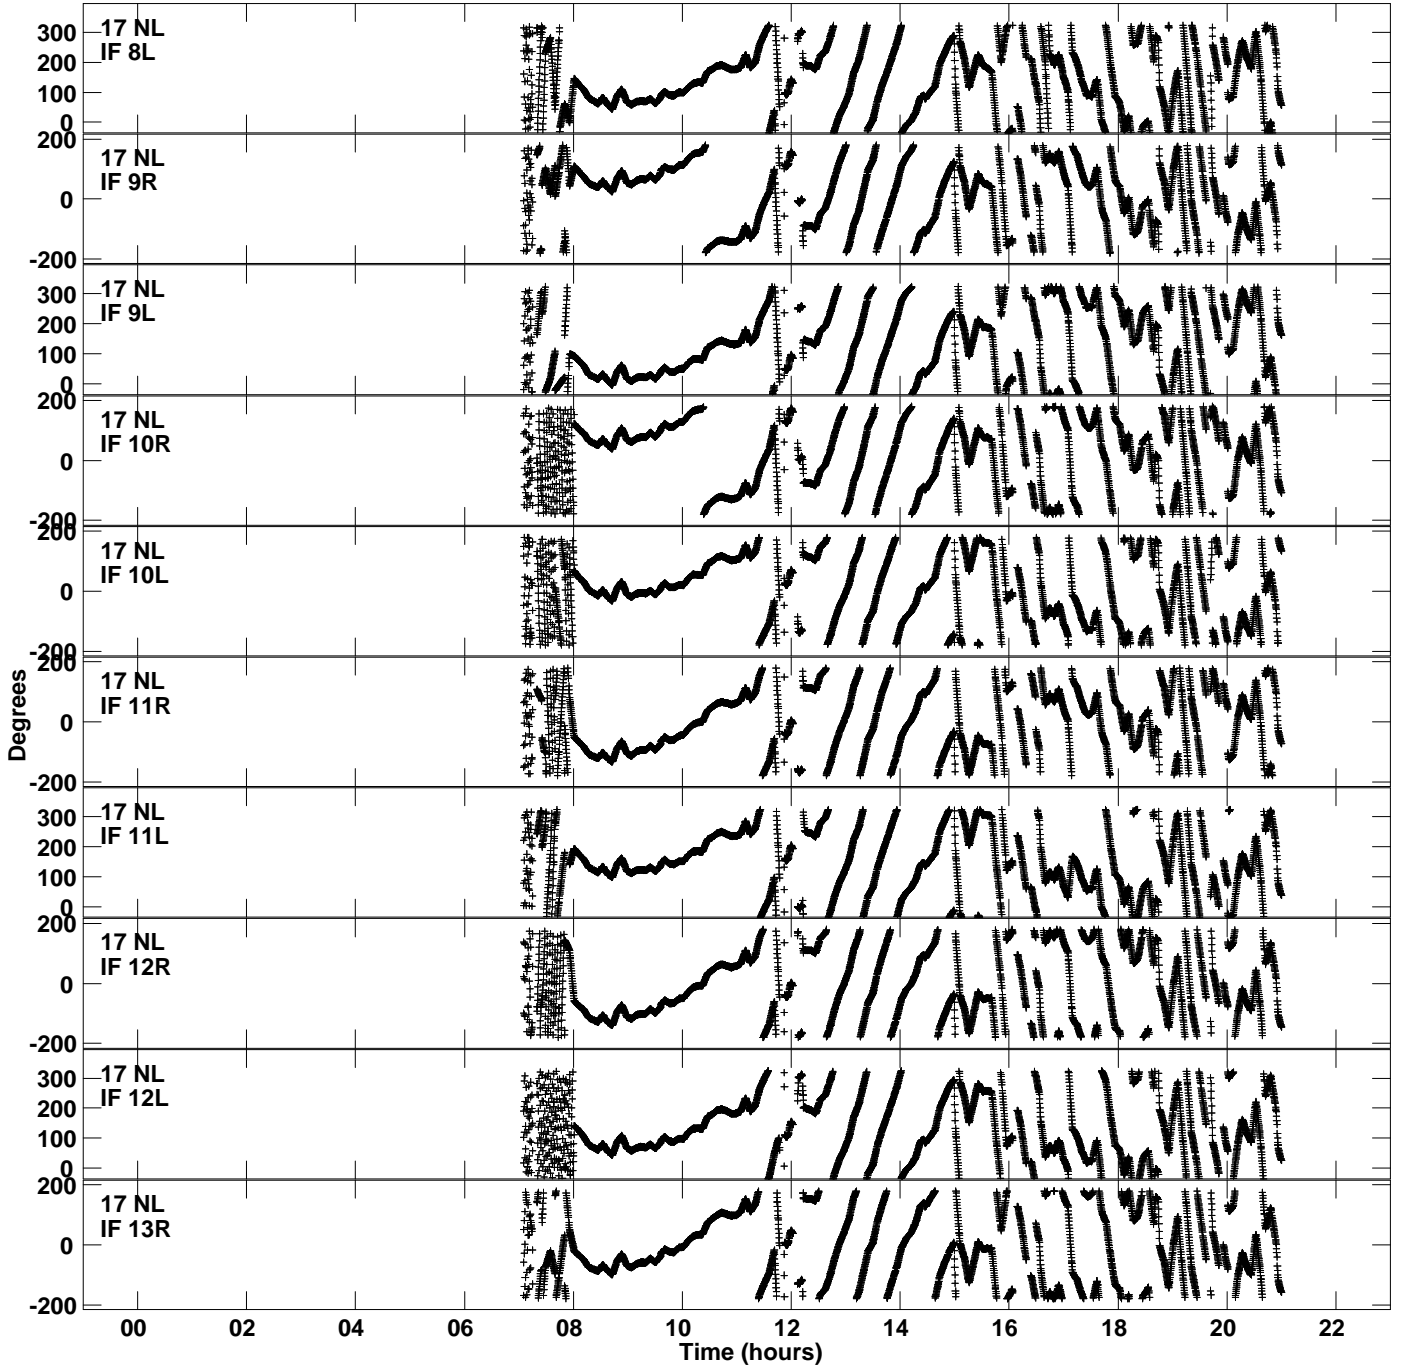 17 NL
IF 8L
300
200
100
0
17 NL
IF 9R
200
0
-200
17 NL
IF 9L
300
200
100
0
17 NL
IF 10R
200
0
-200
17 NL
IF 10L
200
0
-200
17 NL
IF 11R
200
0
-200
17 NL
IF 11L
300
200
100
0
17 NL
IF 12R
200
0
-200
17 NL
IF 12L
300
200
100
0
17 NL
IF 13R
200
0
-200
Degrees
00 02 04 06 08 10 12 14 16 18 20 22
Time (hours)